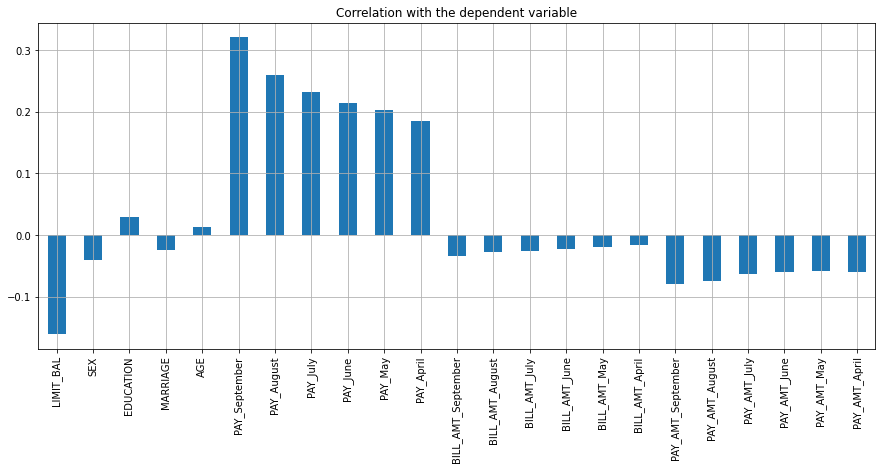 Correlation with the dependent variable
0.3
0.2
0.1
0.0
−0.1
LIMIT_BAL
SEX
EDUCATION
MARRIAGE
AGE
PAY_September
PAY_August
PAY_July
PAY_June
PAY_May
PAY_April
BILL_AMT_September
BILL_AMT_August
BILL_AMT_July
BILL_AMT_June
BILL_AMT_May
BILL_AMT_April
PAY_AMT_September
PAY_AMT_August
PAY_AMT_July
PAY_AMT_June
PAY_AMT_May
PAY_AMT_April